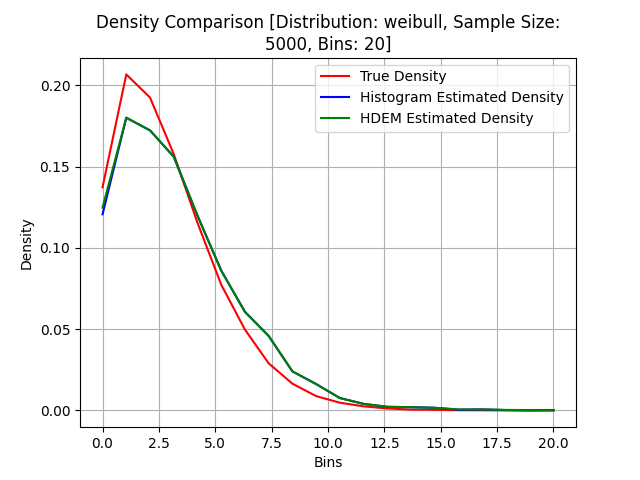 Density Comparison [Distribution: weibull, Sample Size:
5000, Bins: 20]
True Density
Histogram Estimated Density
HDEM Estimated Density
Density
0.20
0.15
0.10
0.05
0.00
0.0 2.5 5.0 7.5 10.0 12.5 15.0 17.5 20.0
Bins